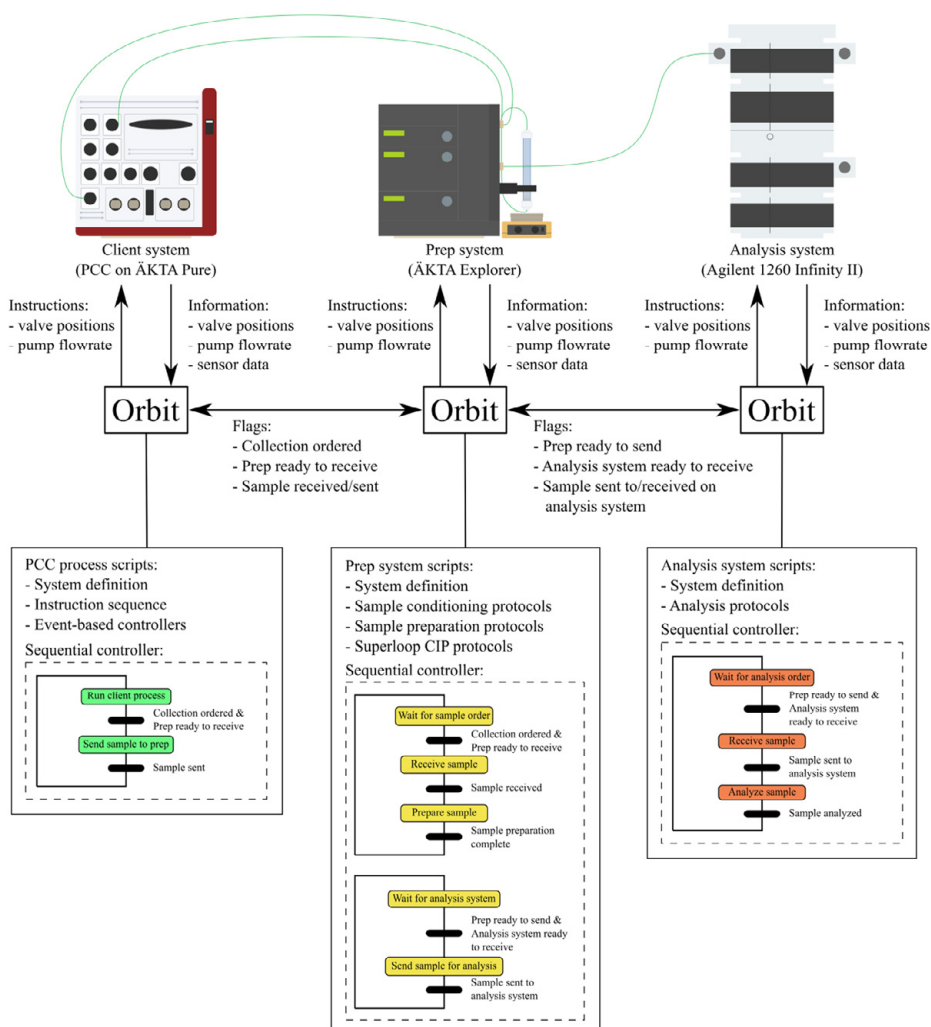 Client system
(PCC on ÄKTA Pure)
Prep system
(ÄKTA Explorer)
Analysis system
(Agilent 1260 Infinity II)
Instructions:
- valve positions
- pump flowrate
Information:
- valve positions
- pump flowrate
- sensor data
Instructions:
- valve positions
- pump flowrate
Information:
- valve positions
- pump flowrate
- sensor data
Instructions:
- valve positions
- pump flowrate
Information:
- valve positions
- pump flowrate
- sensor data
Orbit
Orbit
Orbit
Flags:
- Collection ordered
- Prep ready to receive
- Sample received/sent
Flags:
- Prep ready to send
- Analysis system ready to receive
- Sample sent to/received on
analysis system
PCC process scripts:
- System definition
- Instruction sequence
- Event-based controllers
Sequential controller:
Run client process
Collection ordered &
Prep ready to receive
Send sample to prep
Sample sent
Prep system scripts:
- System definition
- Sample conditioning protocols
- Sample preparation protocols
- Superloop CIP protocols
Sequential controller:
Wait for sample order
Collection ordered &
Prep ready to receive
Receive sample
Sample received
Prepare sample
Sample preparation
complete
Wait for analysis system
Prep ready to send &
Analysis system ready
to receive
Send sample for analysis
Sample sent to
analysis system
Analysis system scripts:
- System definition
- Analysis protocols
Sequential controller:
Wait for analysis order
Prep ready to send &
Analysis system
ready to receive
Receive sample
Sample sent to
analysis system
Analyze sample
Sample analyzed